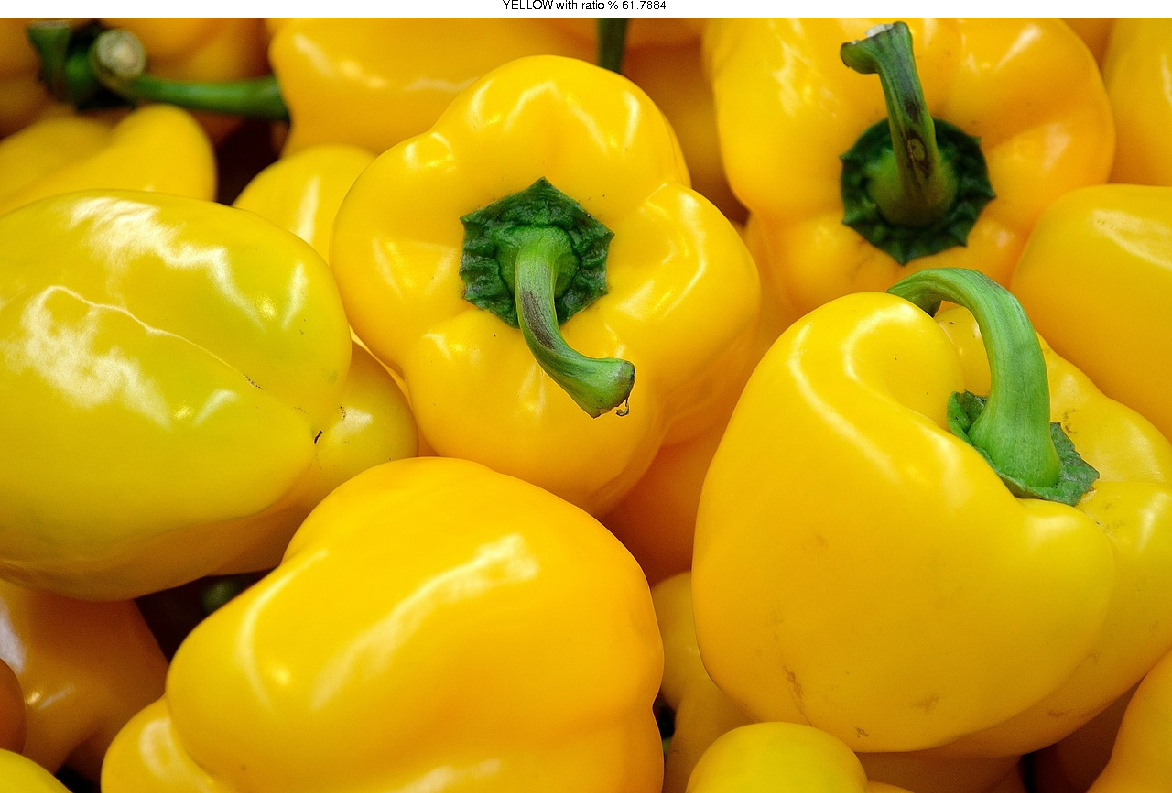 YELLOW with ratio % 61.7884